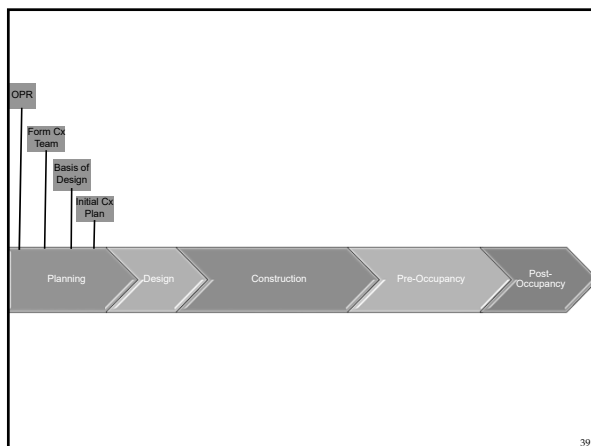 OPR
Form Cx
Team
Basis of
Design
Initial Cx
Plan
Planning
Design
Construction
Pre-Occupancy
Post-
Occupancy
39